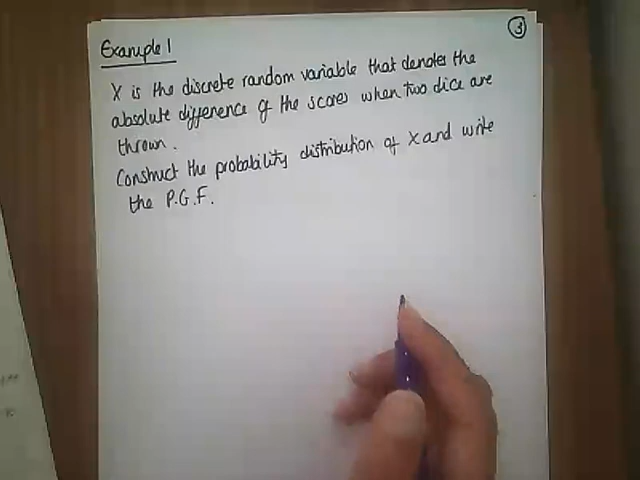 3
Example 1
X is the discrete random variable that denotes the
absolute difference of the scores when two dice are
thrown.
Construct the probability distribution of X and write
the P.G.F.